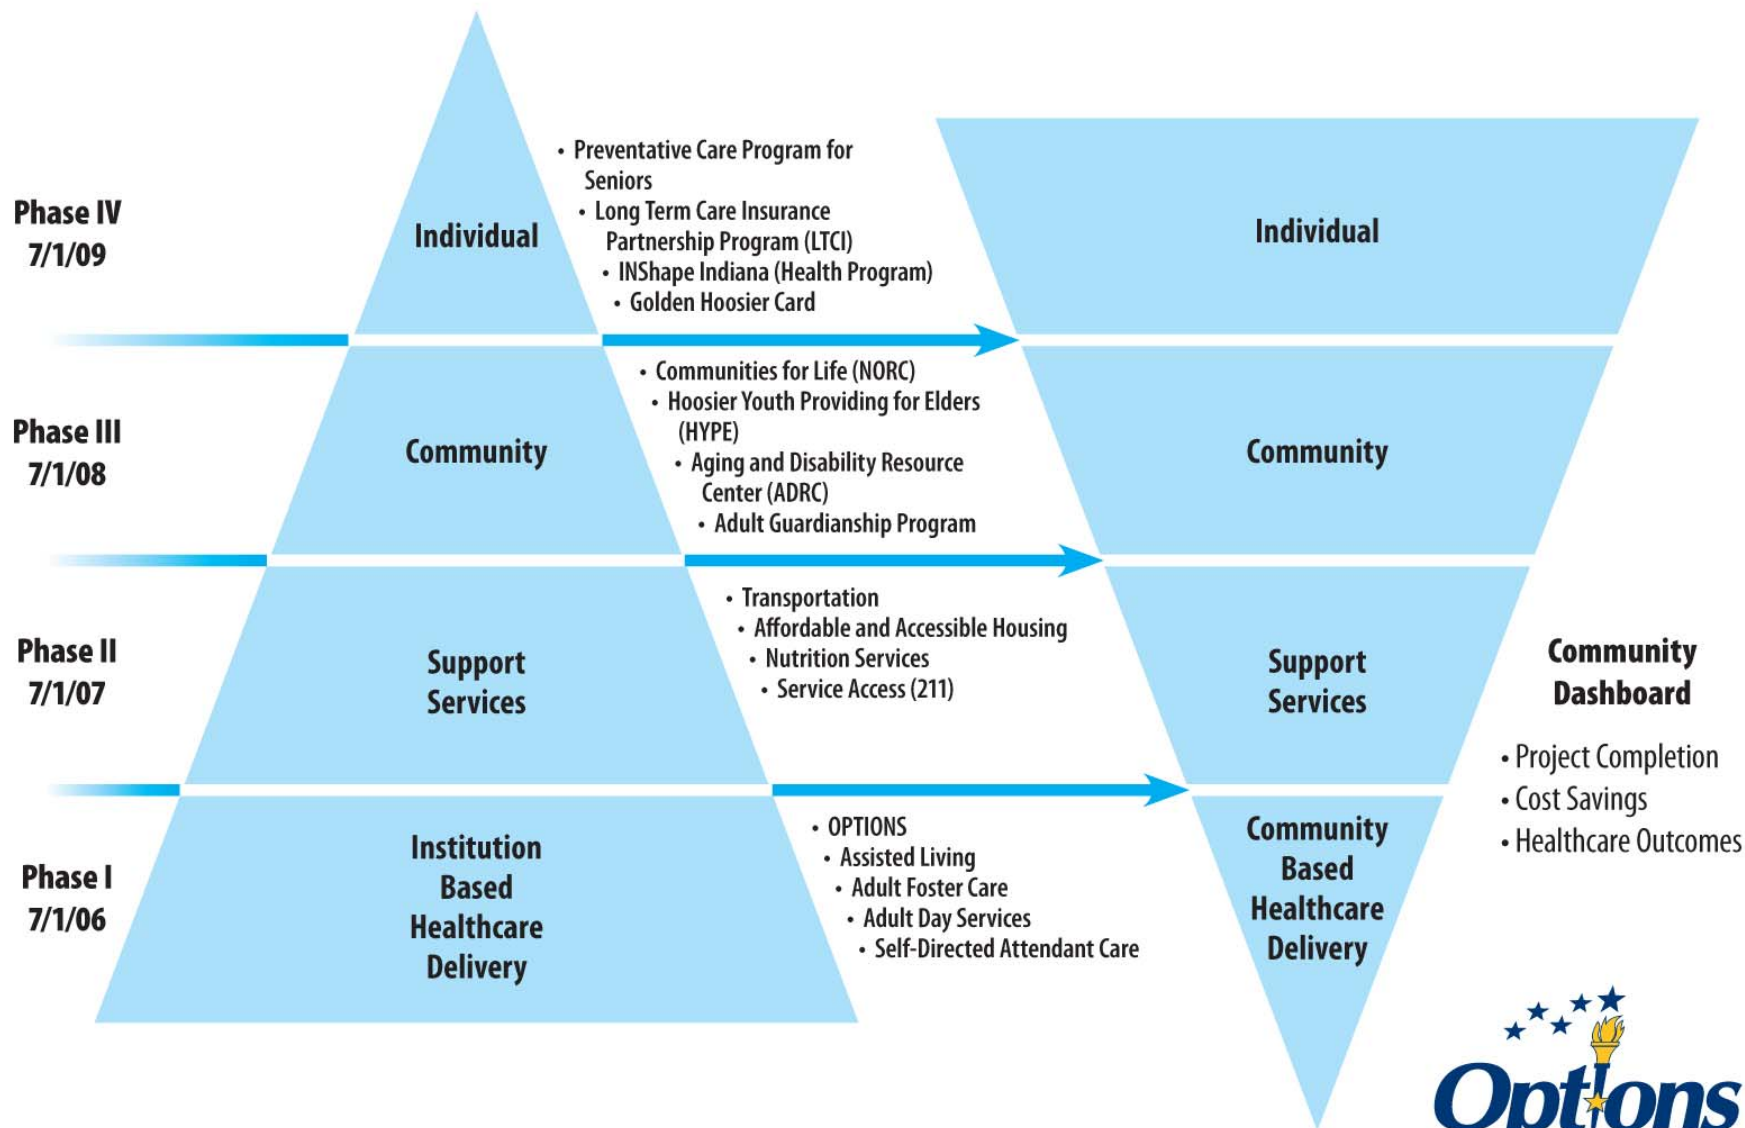 Phase IV
7/1/09
Individual
• Preventative Care Program for
Seniors
• Long Term Care Insurance
Partnership Program (LTCI)
• INShape Indiana (Health Program)
• Golden Hoosier Card
Individual
Phase III
7/1/08
Community
• Communities for Life (NORC)
• Hoosier Youth Providing for Elders
(HYPE)
• Aging and Disability Resource
Center (ADRC)
• Adult Guardianship Program
Community
Phase II
7/1/07
Support
Services
• Transportation
• Affordable and Accessible Housing
• Nutrition Services
• Service Access (211)
Support
Services
Community
Dashboard
• Project Completion
• Cost Savings
• Healthcare Outcomes
Phase I
7/1/06
Institution
Based
Healthcare
Delivery
• OPTIONS
• Assisted Living
• Adult Foster Care
• Adult Day Services
• Self-Directed Attendant Care
Community
Based
Healthcare
Delivery
Options